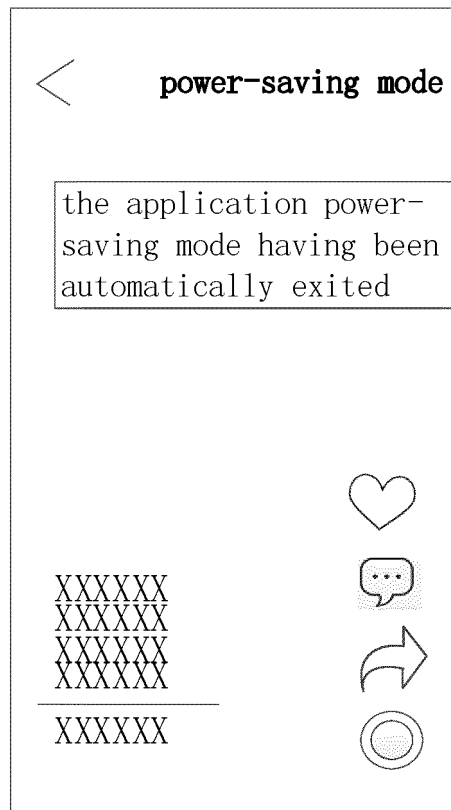 power-saving mode
the application power-
saving mode having been
automatically exited
XXXXXX
XXXXXX
XXXXXX
XXXXXX
XXXXXX